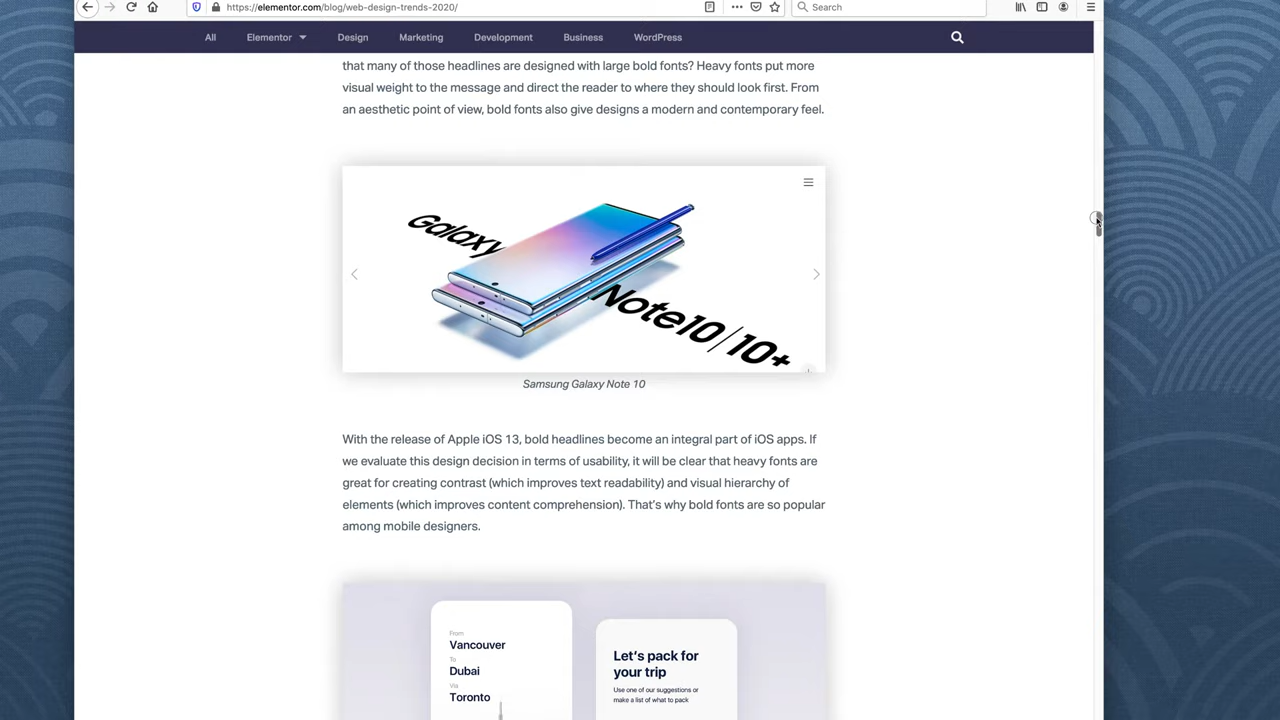 https://elementor.com/blog/web-design-trends-2020/
Search
All
Elementor
Design
Marketing
Development
Business
WordPress
that many of those headlines are designed with large bold fonts? Heavy fonts put more
visual weight to the message and direct the reader to where they should look first. From
an aesthetic point of view, bold fonts also give designs a modern and contemporary feel.
Galaxy
Note10|10+
Samsung Galaxy Note 10
With the release of Apple iOS 13, bold headlines become an integral part of iOS apps. If
we evaluate this design decision in terms of usability, it will be clear that heavy fonts are
great for creating contrast (which improves text readability) and visual hierarchy of
elements (which improves content comprehension). That's why bold fonts are so popular
among mobile designers.
From
Vancouver
To
Dubai
Via
Toronto
Let's pack for
your trip
Use one of our suggestions or
make a list of what to pack